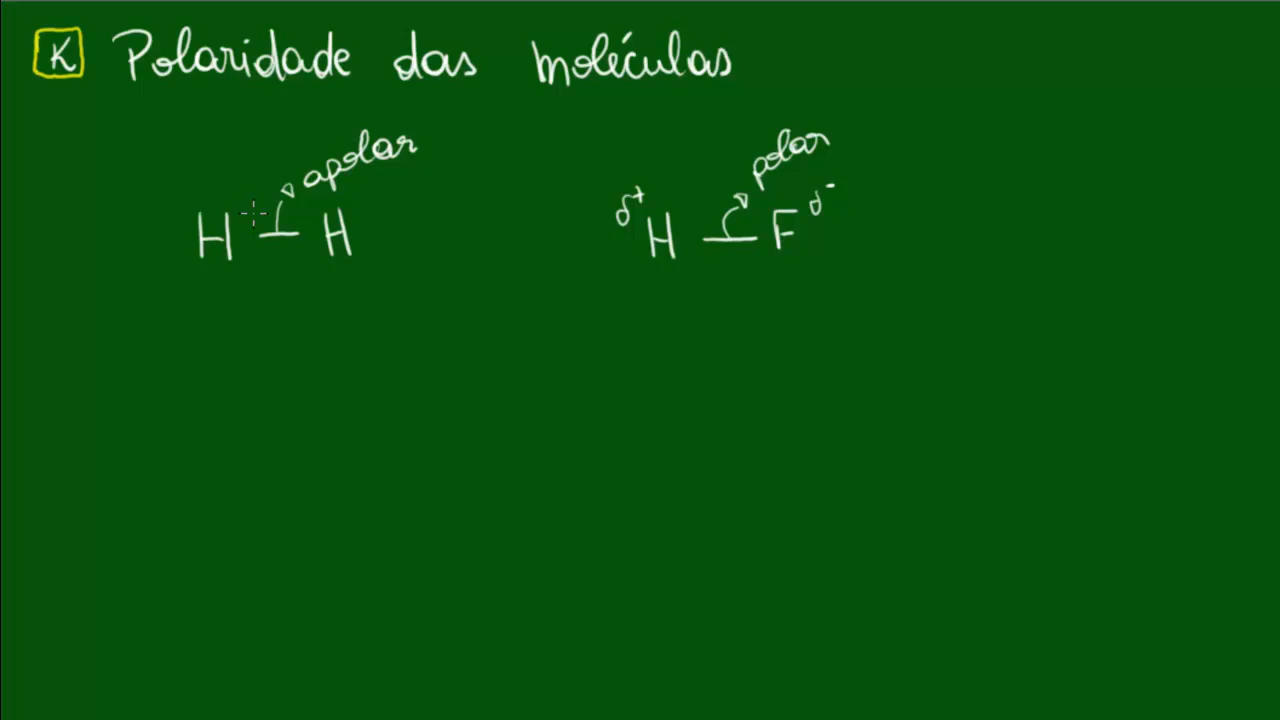 K Polaridade das moléculas
apolar polar
H — H δ+ H — F δ-